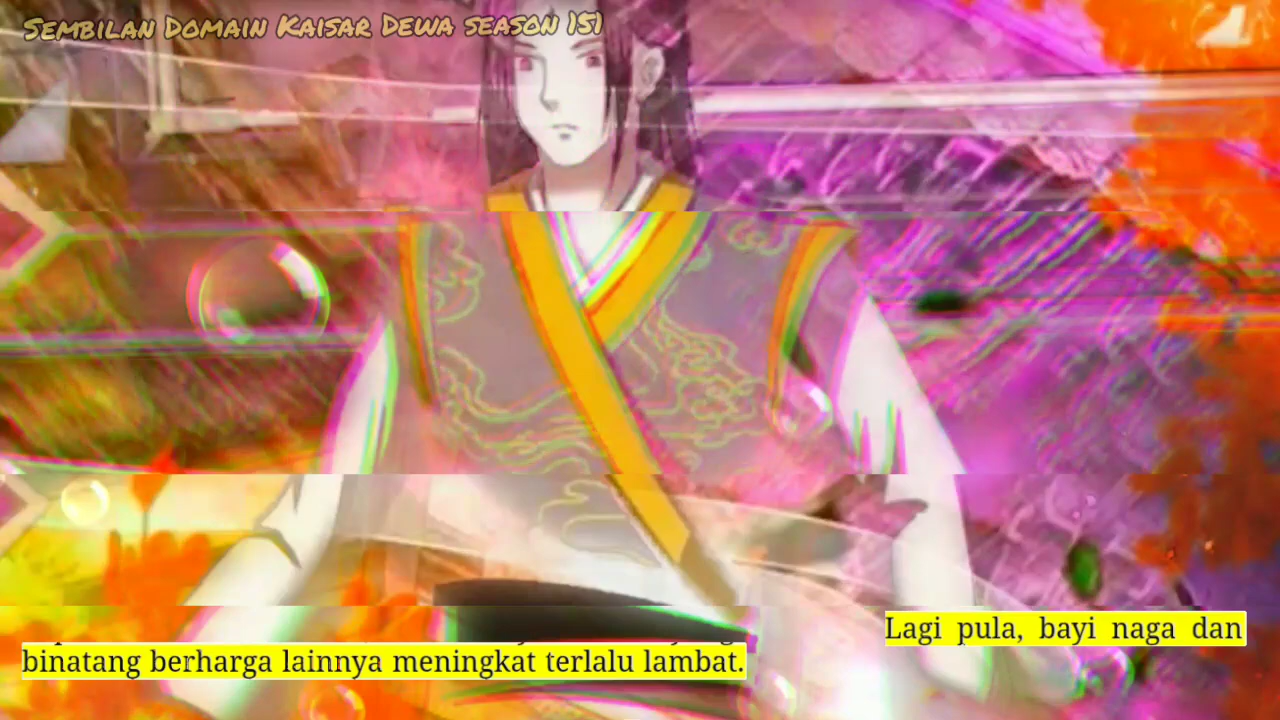 Sembilan Domain Kaisar Dewa season 151
Lagi pula, bayi naga dan
binatang berharga lainnya meningkat terlalu lambat.